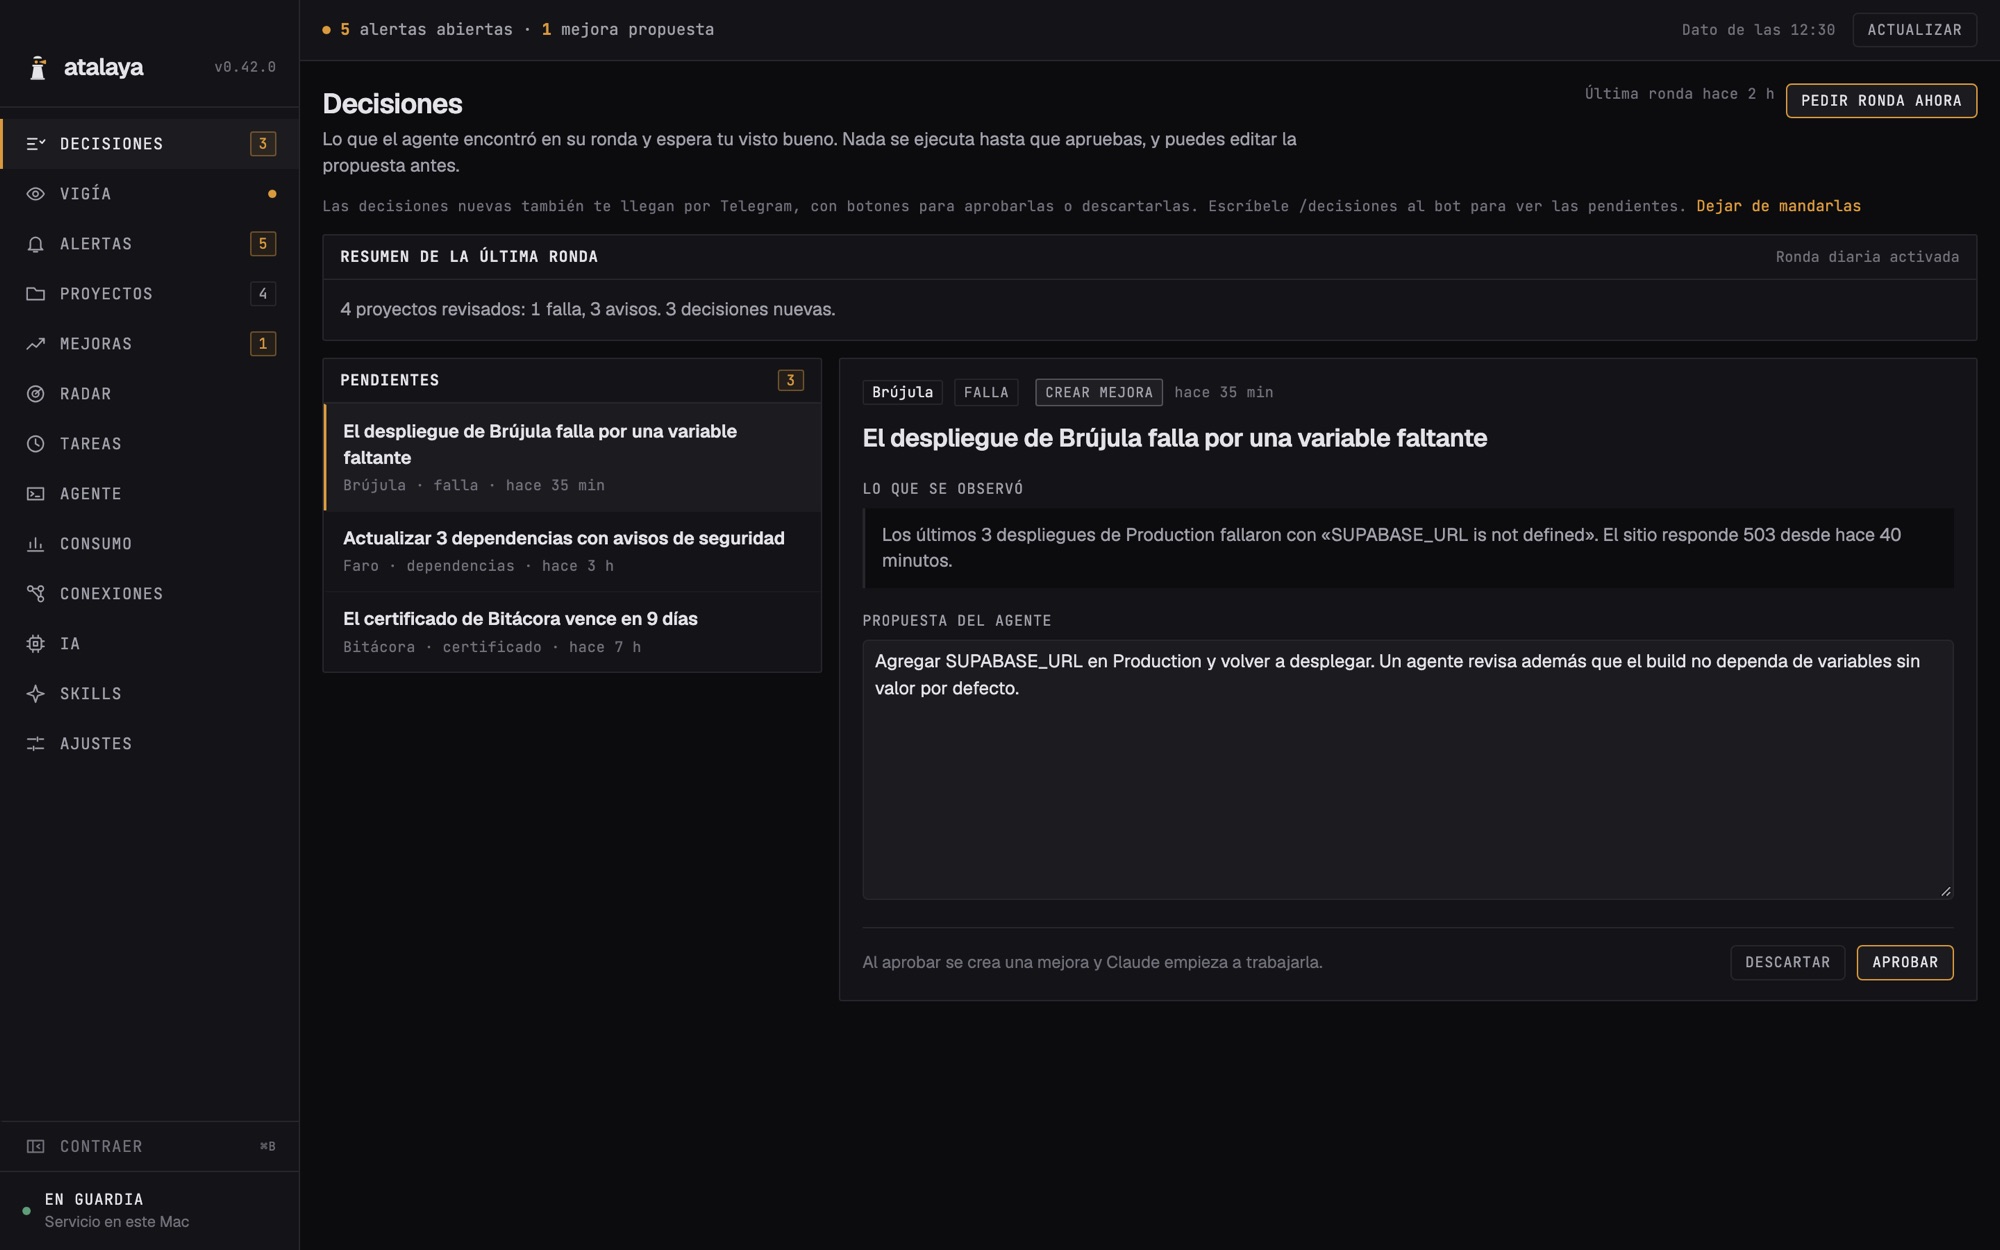 atalaya
v0.42.0
DECISIONES
3
VIGÍA
ALERTAS
5
PROYECTOS
4
MEJORAS
1
RADAR
TAREAS
AGENTE
CONSUMO
CONEXIONES
IA
SKILLS
AJUSTES
CONTRAER
⌘B
EN GUARDIA
Servicio en este Mac
5 alertas abiertas · 1 mejora propuesta
Dato de las 12:30
ACTUALIZAR
Decisiones
Última ronda hace 2 h
PEDIR RONDA AHORA
Lo que el agente encontró en su ronda y espera tu visto bueno. Nada se ejecuta hasta que apruebas, y puedes editar la
propuesta antes.
Las decisiones nuevas también te llegan por Telegram, con botones para aprobarlas o descartarlas. Escríbele /decisiones al bot para ver las pendientes. Dejar de mandarlas
RESUMEN DE LA ÚLTIMA RONDA
Ronda diaria activada
4 proyectos revisados: 1 falla, 3 avisos. 3 decisiones nuevas.
PENDIENTES
3
El despliegue de Brújula falla por una variable
faltante
Brújula · falla · hace 35 min
Actualizar 3 dependencias con avisos de seguridad
Faro · dependencias · hace 3 h
El certificado de Bitácora vence en 9 días
Bitácora · certificado · hace 7 h
Brújula
FALLA
CREAR MEJORA
hace 35 min
El despliegue de Brújula falla por una variable faltante
LO QUE SE OBSERVÓ
Los últimos 3 despliegues de Production fallaron con «SUPABASE_URL is not defined». El sitio responde 503 desde hace 40
minutos.
PROPUESTA DEL AGENTE
Agregar SUPABASE_URL en Production y volver a desplegar. Un agente revisa además que el build no dependa de variables sin
valor por defecto.
Al aprobar se crea una mejora y Claude empieza a trabajarla.
DESCARTAR
APROBAR